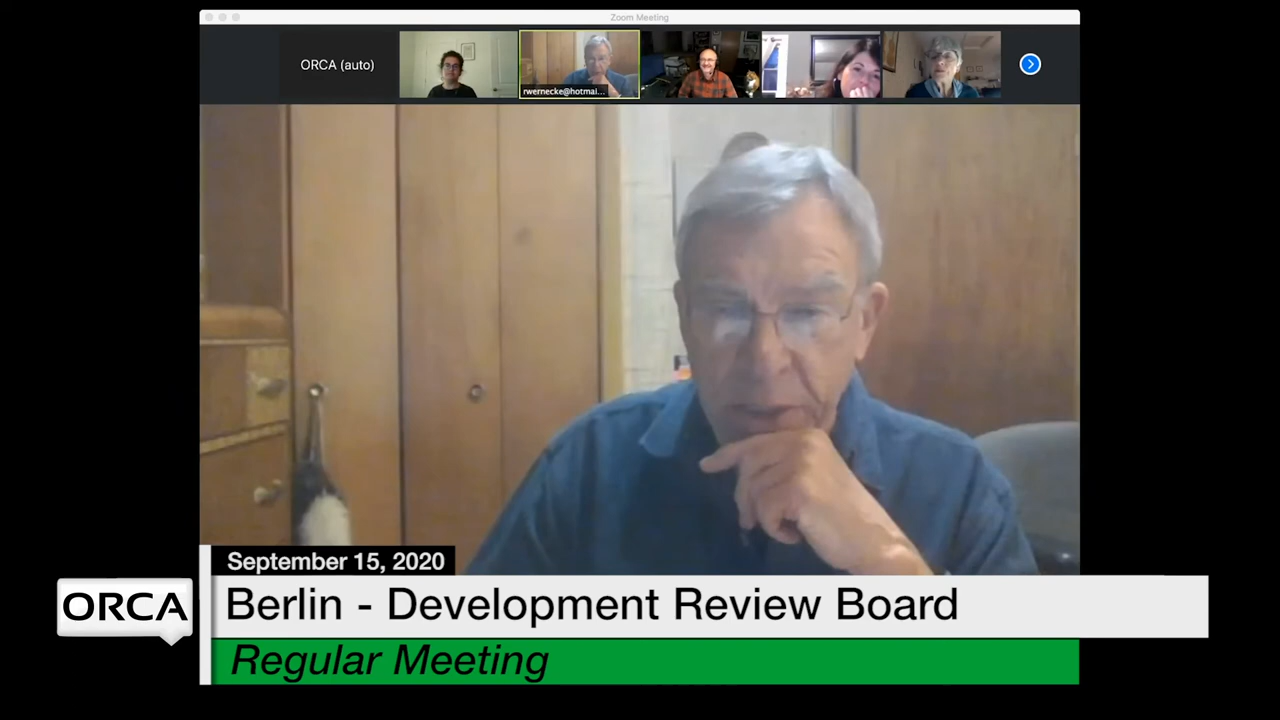 Zoom Meeting
ORCA (auto)
rwernecke@hotmai...
September 15, 2020
Berlin - Development Review Board
ORCA
Regular Meeting